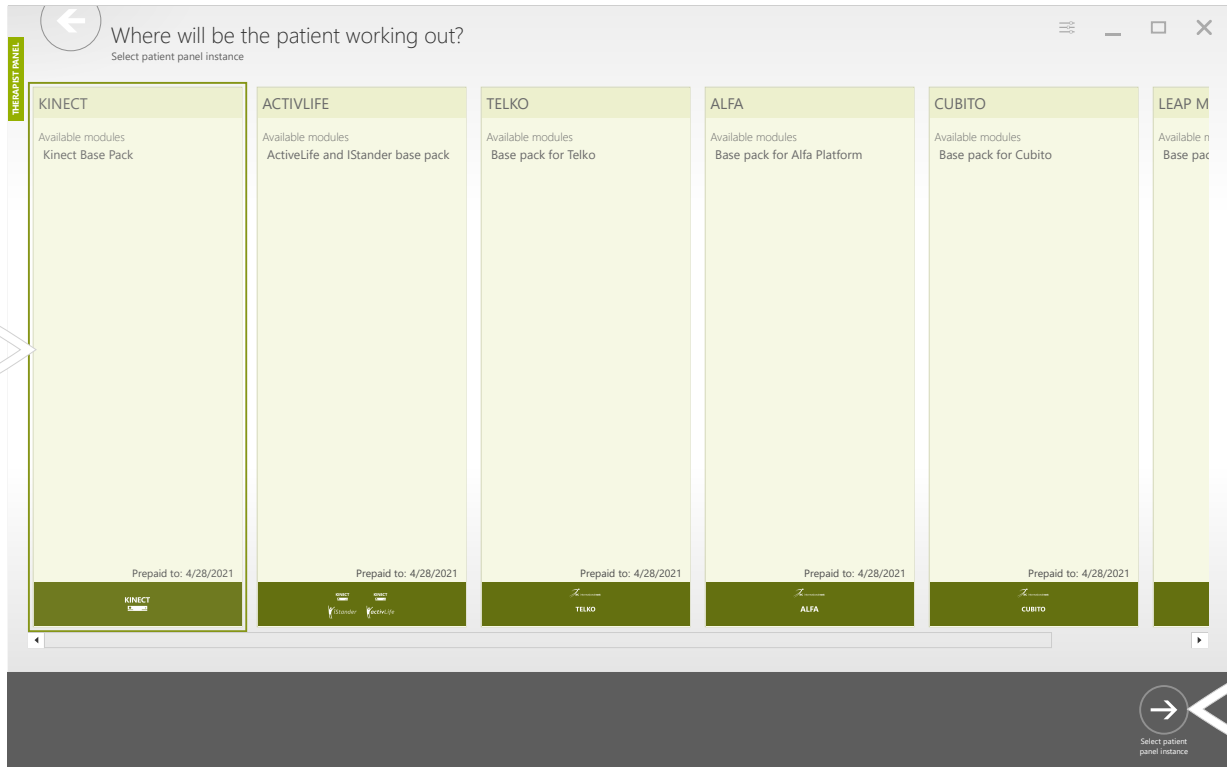 Where will be the patient working out?
Select patient panel instance
THERAPIST PANEL
KINECT
Available modules
Kinect Base Pack
Prepaid to: 4/28/2021
KINECT
ACTIVLIFE
Available modules
ActiveLife and IStander base pack
Prepaid to: 4/28/2021
KINECT KINECT
iStander activLife
TELKO
Available modules
Base pack for Telko
Prepaid to: 4/28/2021
TELKO
ALFA
Available modules
Base pack for Alfa Platform
Prepaid to: 4/28/2021
ALFA
CUBITO
Available modules
Base pack for Cubito
Prepaid to: 4/28/2021
CUBITO
LEAP M
Available n
Base pac
Select patient
panel instance